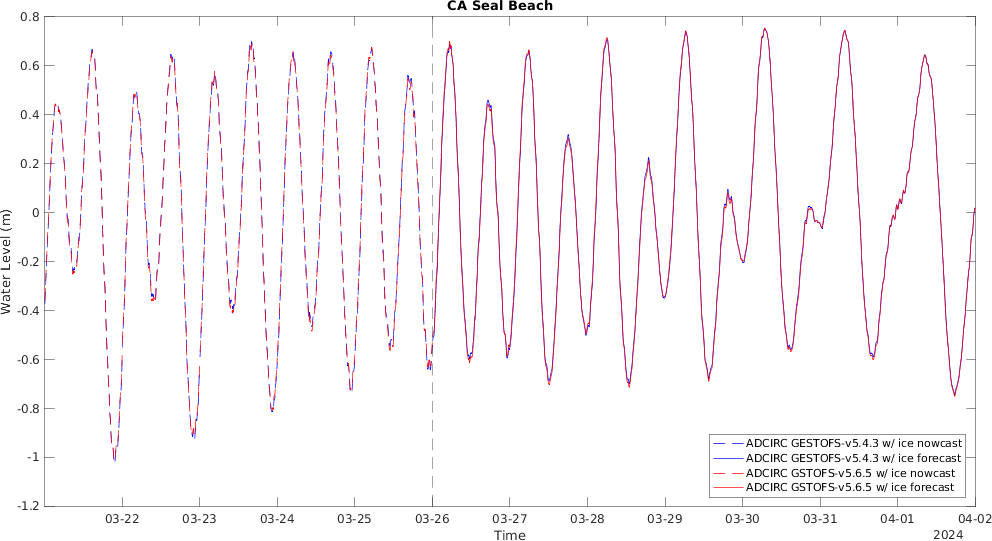 CA Seal Beach
0.8
0.6
0.4
0.2
0
-0.2
-0.4
-0.6
-0.8
-1
-1.2
Water Level (m)
ADCIRC GESTOFS-v5.4.3 w/ ice nowcast
ADCIRC GESTOFS-v5.4.3 w/ ice forecast
ADCIRC GSTOFS-v5.6.5 w/ ice nowcast
ADCIRC GSTOFS-v5.6.5 w/ ice forecast
03-22 03-23 03-24 03-25 03-26 03-27 03-28 03-29 03-30 03-31 04-01 04-02
Time 2024